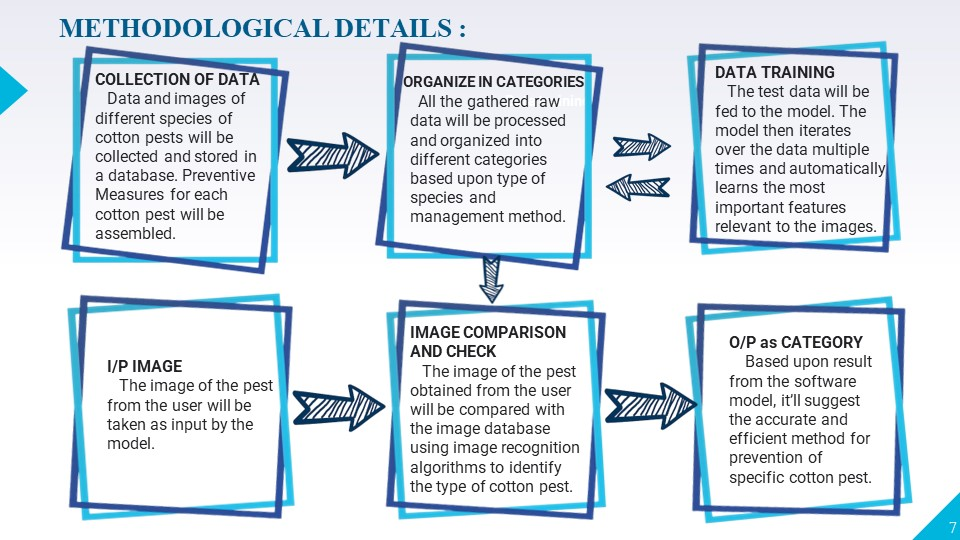 METHODOLOGICAL DETAILS :
COLLECTION OF DATA
Data and images of
different species of
cotton pests will be
collected and stored in
a database. Preventive
Measures for each
cotton pest will be
assembled.
ORGANIZE IN CATEGORIES
All the gathered raw
data will be processed
and organized into
different categories
based upon type of
species and
management method.
DATA TRAINING
The test data will be
fed to the model. The
model then iterates
over the data multiple
times and automatically
learns the most
important features
relevant to the images.
I/P IMAGE
The image of the pest
from the user will be
taken as input by the
model.
IMAGE COMPARISON
AND CHECK
The image of the pest
obtained from the user
will be compared with
the image database
using image recognition
algorithms to identify
the type of cotton pest.
O/P as CATEGORY
Based upon result
from the software
model, it'll suggest
the accurate and
efficient method for
prevention of
specific cotton pest.
7